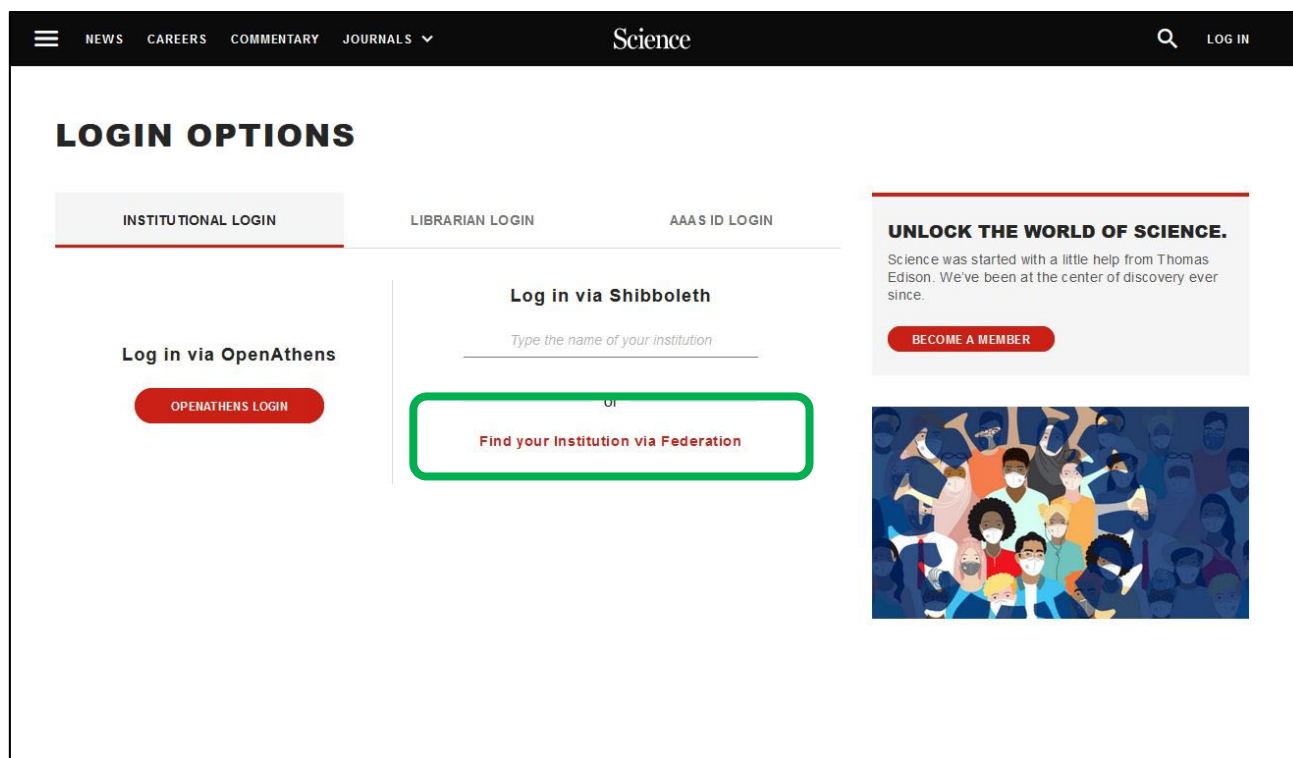 NEWS CAREERS COMMENTARY JOURNALS Science LOG IN
LOGIN OPTIONS
INSTITUTIONAL LOGIN LIBRARIAN LOGIN AAAS ID LOGIN
Log in via OpenAthens
OPENATHENS LOGIN
Log in via Shibboleth
Type the name of your institution
or
Find your Institution via Federation
UNLOCK THE WORLD OF SCIENCE.
Science was started with a little help from Thomas
Edison. We've been at the center of discovery ever
since.
BECOME A MEMBER